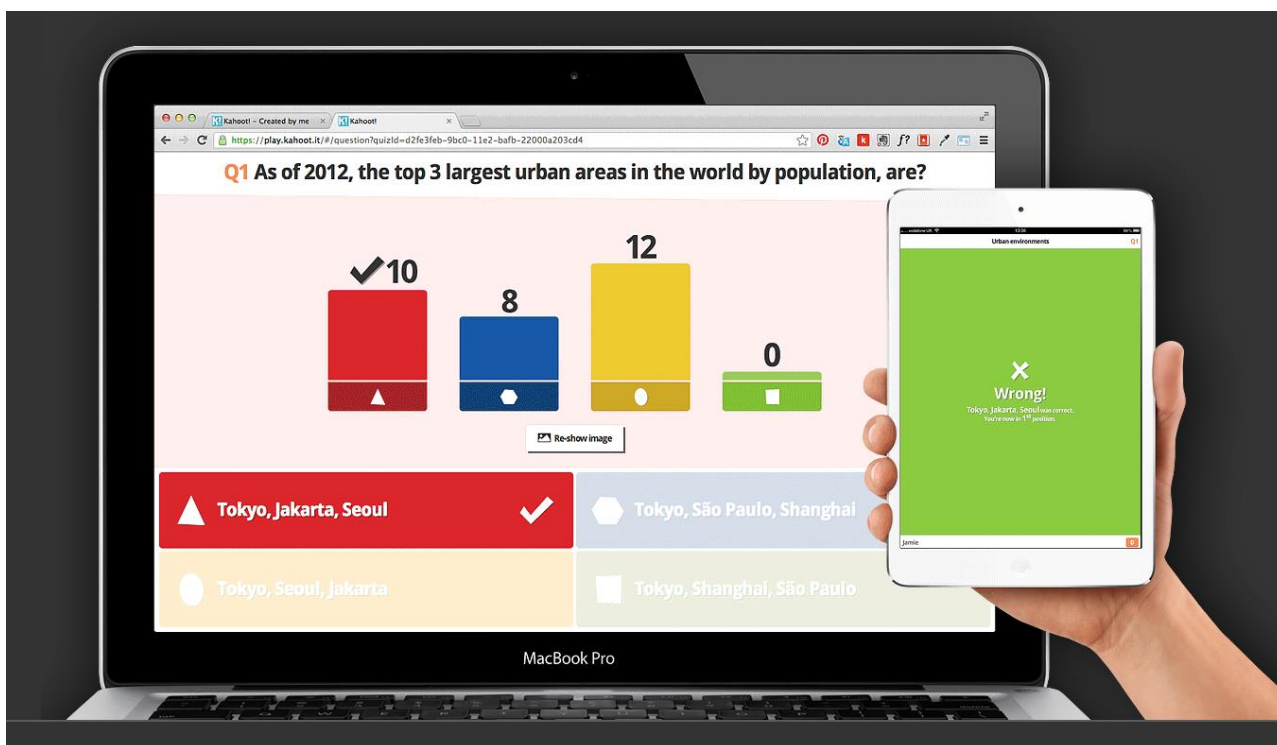 Kahoot! - Created by me
Kahoot!
https://play.kahoot.it/#/question?quizId=d2fe3feb-9bc0-11e2-bafb-22000a203cd4
Q1 As of 2012, the top 3 largest urban areas in the world by population, are?
10
8
12
0
Re-show image
Tokyo, Jakarta, Seoul
Tokyo, São Paulo, Shanghai
Tokyo, Seoul, Jakarta
Tokyo, Shanghai, São Paulo
MacBook Pro
vodafone UK
Urban environments
Q1
Wrong!
Tokyo, Jakarta, Seoul was correct.
You're now in 1st position.
Jamie
0